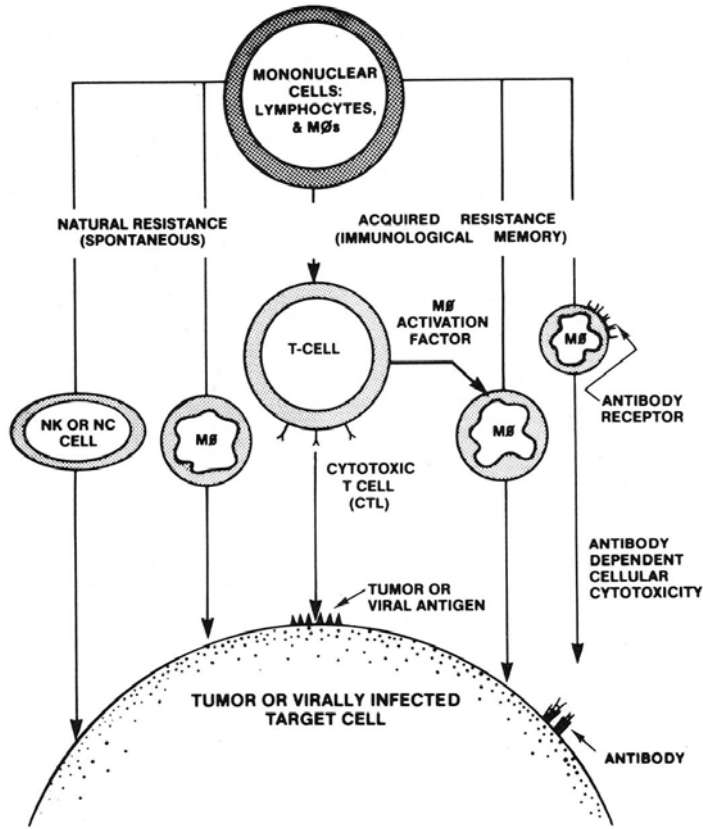 MONONUCLEAR
CELLS:
LYMPHOCYTES,
& MØs
NATURAL RESISTANCE
(SPONTANEOUS)
ACQUIRED RESISTANCE
(IMMUNOLOGICAL MEMORY)
T-CELL
MØ
ACTIVATION
FACTOR
MØ
ANTIBODY
RECEPTOR
NK OR NC
CELL
MØ
MØ
CYTOTOXIC
T CELL
(CTL)
ANTIBODY
DEPENDENT
CELLULAR
CYTOTOXICITY
TUMOR OR
VIRAL ANTIGEN
TUMOR OR VIRALLY INFECTED
TARGET CELL
ANTIBODY